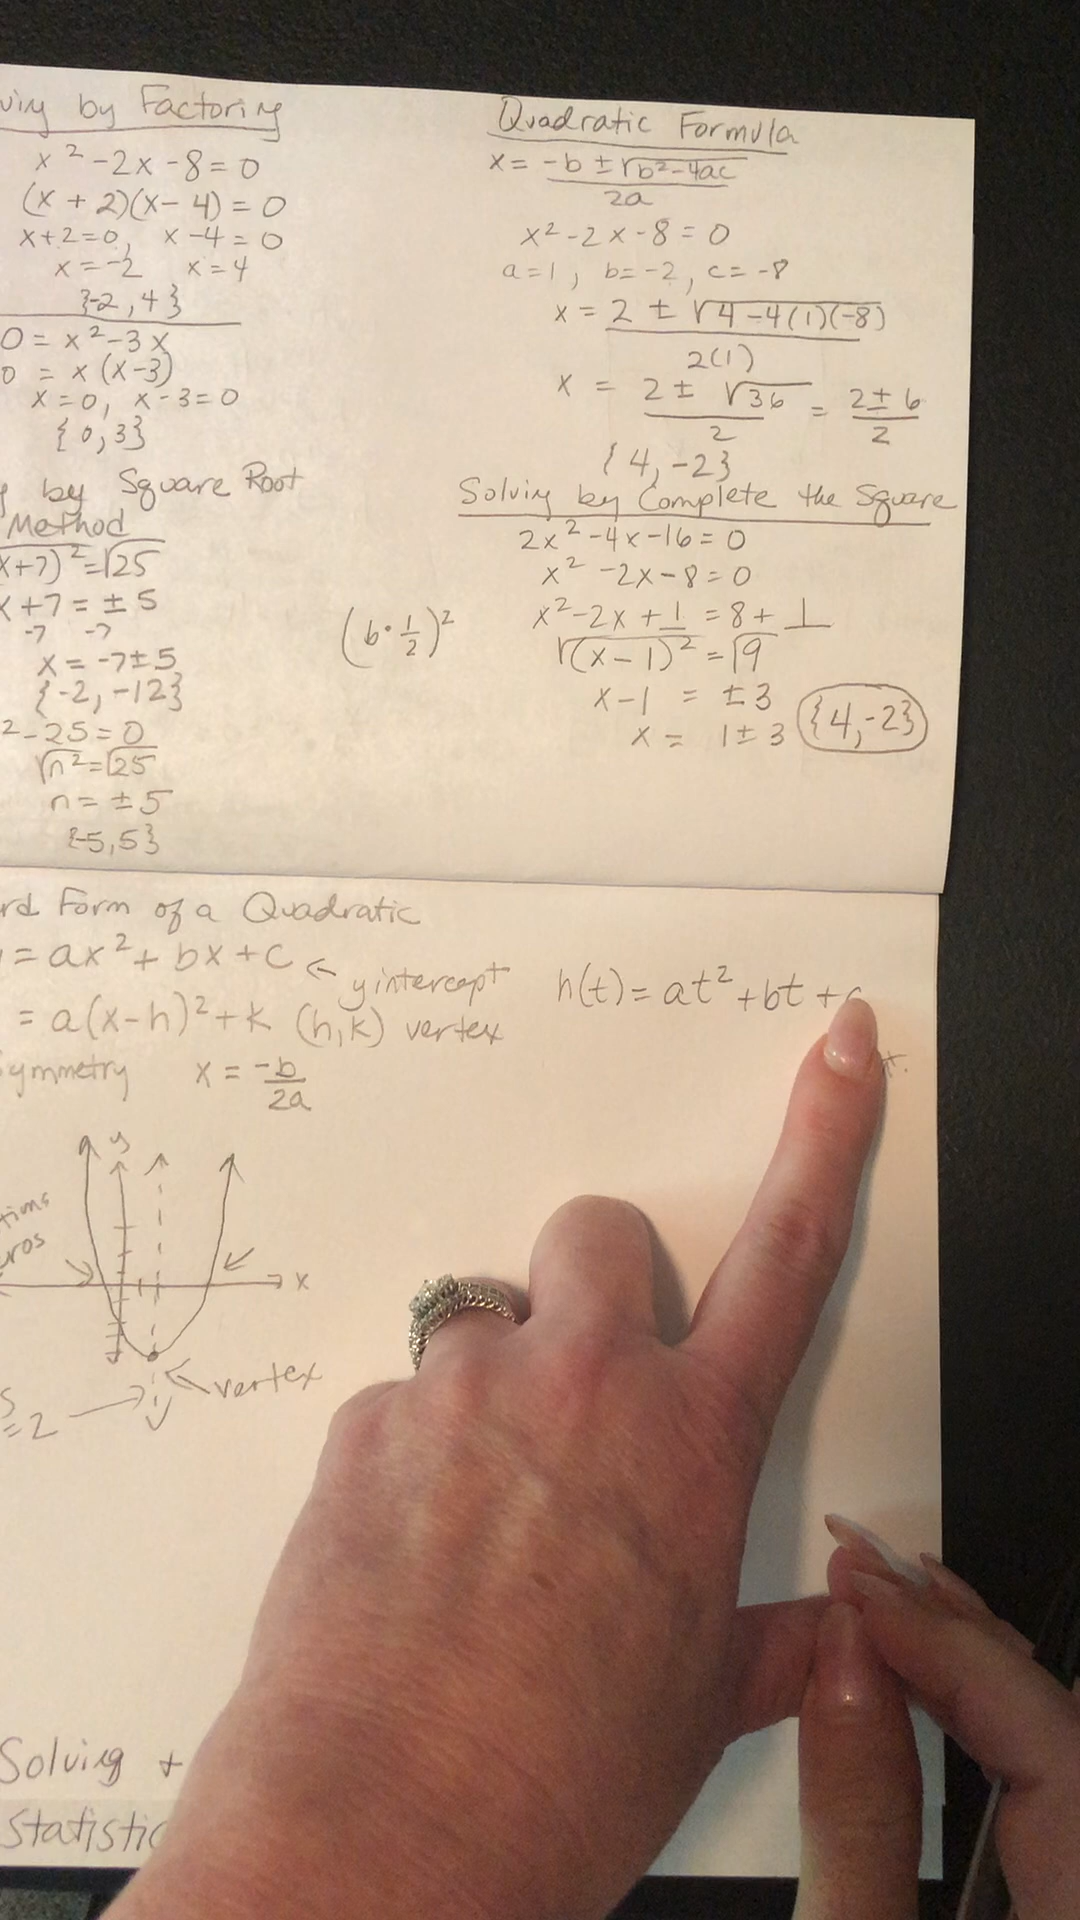 by Factoring
x² -2x -8 = 0
(x + 2)(x - 4) = 0
x+2=0, x -4 = 0
x = -2 x = 4
{-2, 4}
0 = x² -3x
0 = x (x-3)
x = 0, x -3 = 0
{0, 3}
by Square Root
Method
x+7)² = √25
x +7 = ± 5
-7 -7
x = -7 ± 5
{-2, -12}
² -25 = 0
√n² = √25
n = ± 5
{-5, 5}
Quadratic Formula
x = -b ± √b² -4ac / 2a
x² -2x -8 = 0
a = 1, b = -2, c = -8
x = 2 ± √4 -4(1)(-8) / 2(1)
x = 2 ± √36 / 2 = 2 ± 6 / 2
{4, -2}
Solving by Complete the Square
2x² -4x -16 = 0
x² -2x -8 = 0
x² -2x + 1 = 8 + 1
(b · 1/2)²
√(x -1)² = √9
x -1 = ± 3
x = 1 ± 3 {4, -2}
Form of a Quadratic
= ax² + bx + c ← y intercept
= a(x-h)² + k (h,k) vertex
Symmetry x = -b / 2a
h(t) = at² + bt + c
y
x
vertex
= 2
Solving +